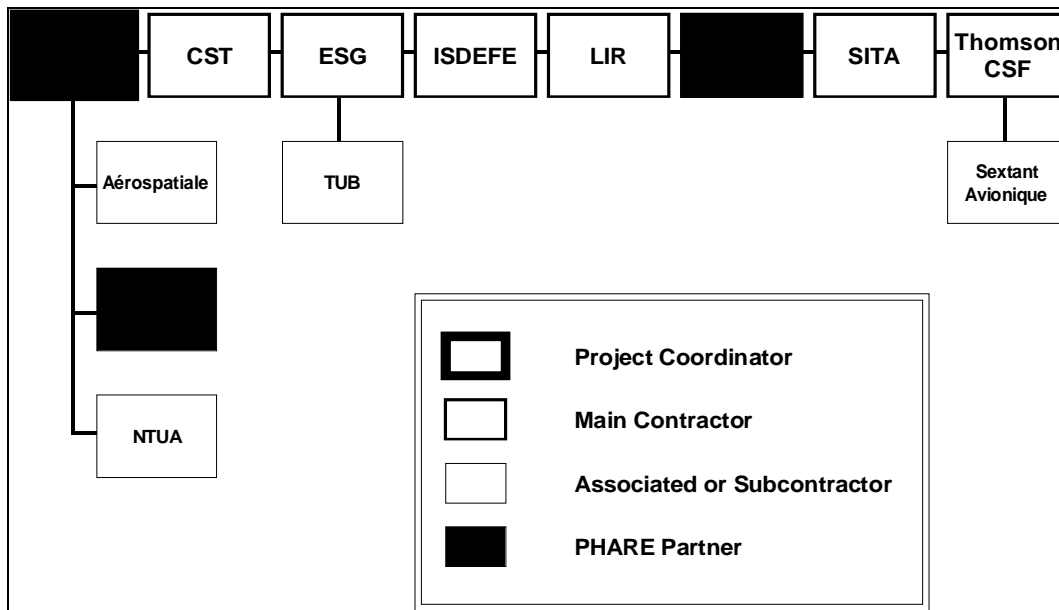 CST
ESG
ISDEFE
LIR
SITA
Thomson
CSF
Aérospatiale
TUB
Sextant
Avionique
NTUA
Project Coordinator
Main Contractor
Associated or Subcontractor
PHARE Partner